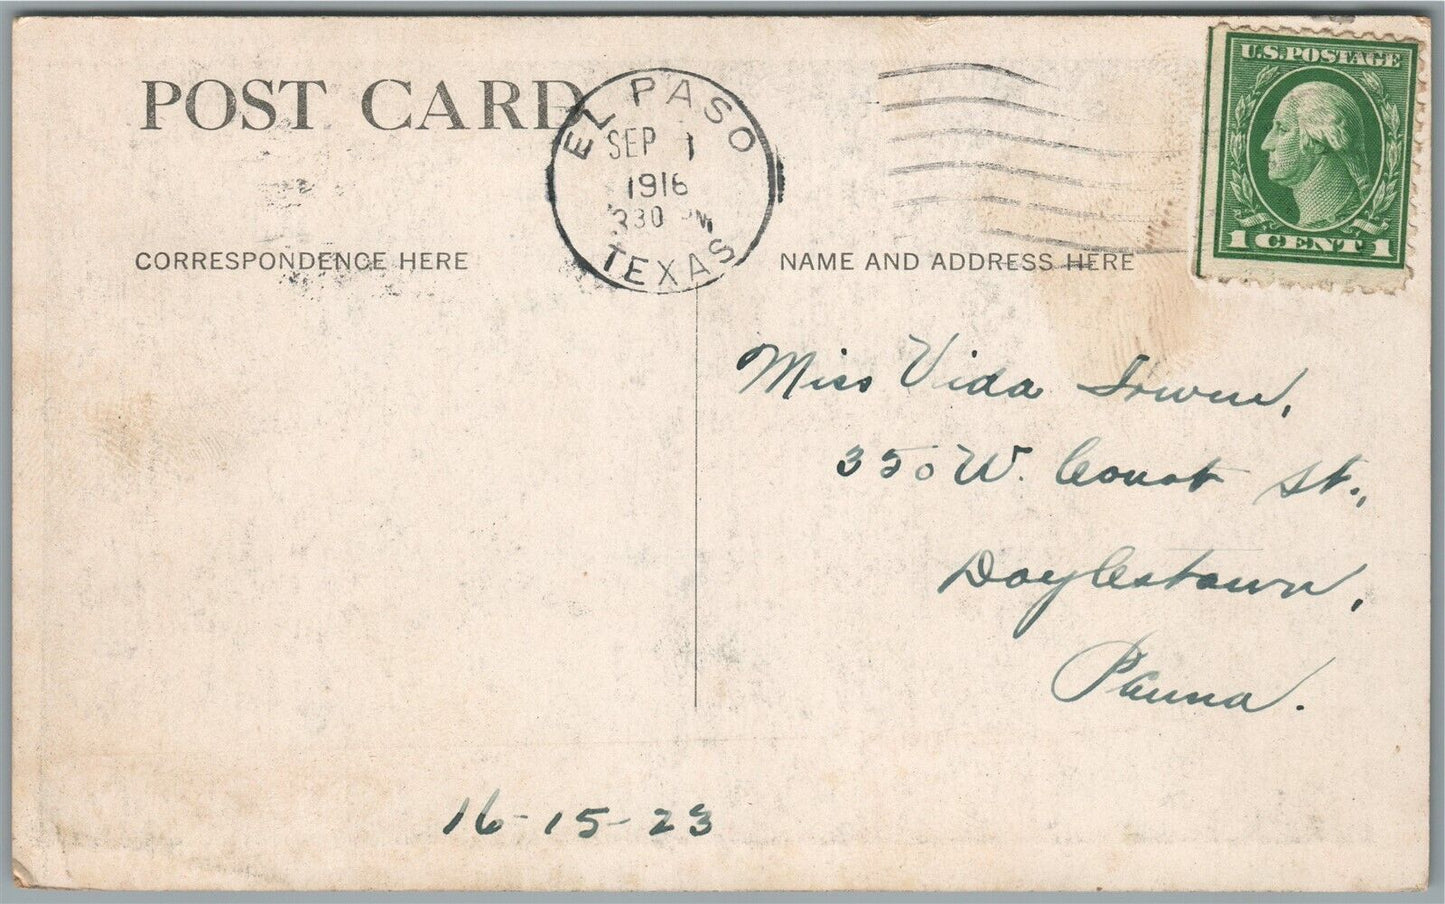 POST CARD
EL PASO
SEP 1
1916
330 PM
TEXAS
U.S. POSTAGE
1 CENT 1
CORRESPONDENCE HERE
NAME AND ADDRESS HERE
Miss Vida
350 W. Court St.,
Doylestown,
Penna.
16-15-23